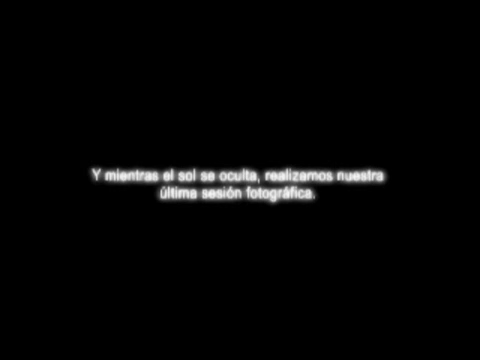 Y mientras el sol se oculta, realizamos nuestra
última sesión fotográfica.